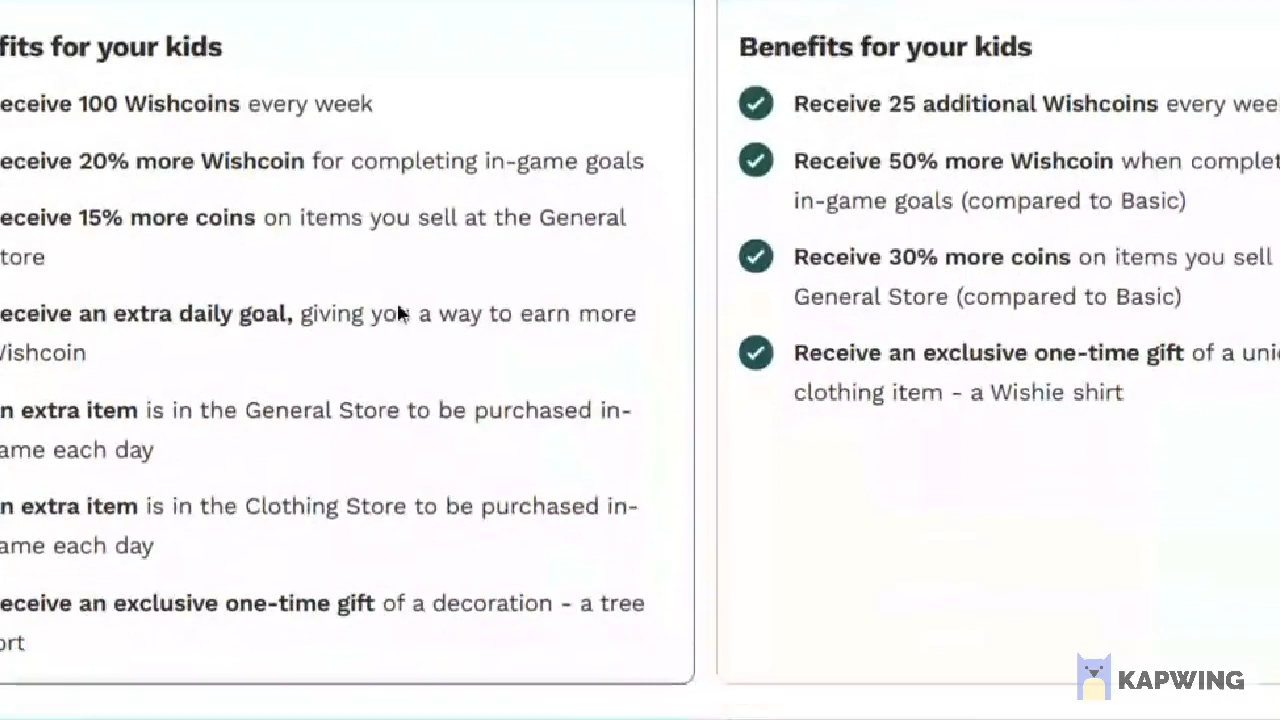 fits for your kids
eceive 100 Wishcoins every week
eceive 20% more Wishcoin for completing in-game goals
eceive 15% more coins on items you sell at the General
tore
eceive an extra daily goal, giving you a way to earn more
Wishcoin
n extra item is in the General Store to be purchased in-
ame each day
n extra item is in the Clothing Store to be purchased in-
ame each day
eceive an exclusive one-time gift of a decoration - a tree
ort
Benefits for your kids
Receive 25 additional Wishcoins every wee
Receive 50% more Wishcoin when complet
in-game goals (compared to Basic)
Receive 30% more coins on items you sell
General Store (compared to Basic)
Receive an exclusive one-time gift of a uni
clothing item - a Wishie shirt
KAPWING